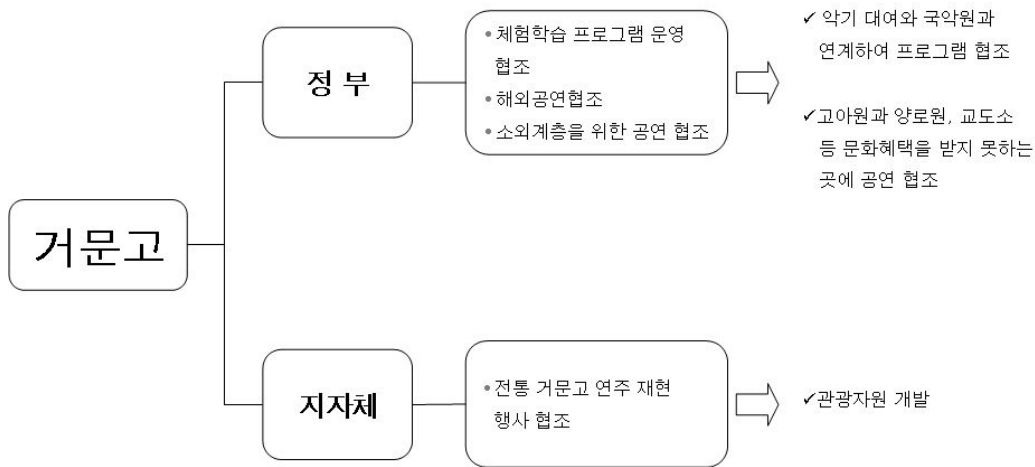 거문고
정 부
• 체험학습 프로그램 운영
협조
• 해외공연협조
• 소외계층을 위한 공연 협조
✓ 악기 대여와 국악원과
연계하여 프로그램 협조
✓고아원과 양로원, 교도소
등 문화혜택을 받지 못하는
곳에 공연 협조
지자체
• 전통 거문고 연주 재현
행사 협조
✓관광자원 개발